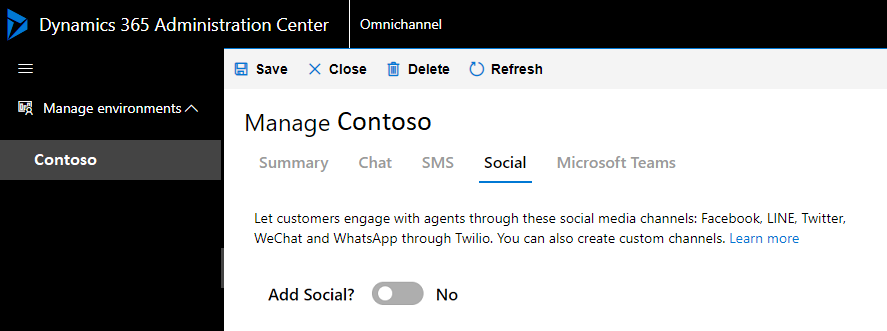 Dynamics 365 Administration Center
Omnichannel
Save Close Delete Refresh
Manage environments
Contoso
Manage Contoso
Summary Chat SMS Social Microsoft Teams
Let customers engage with agents through these social media channels: Facebook, LINE, Twitter,
WeChat and WhatsApp through Twilio. You can also create custom channels. Learn more
Add Social? No